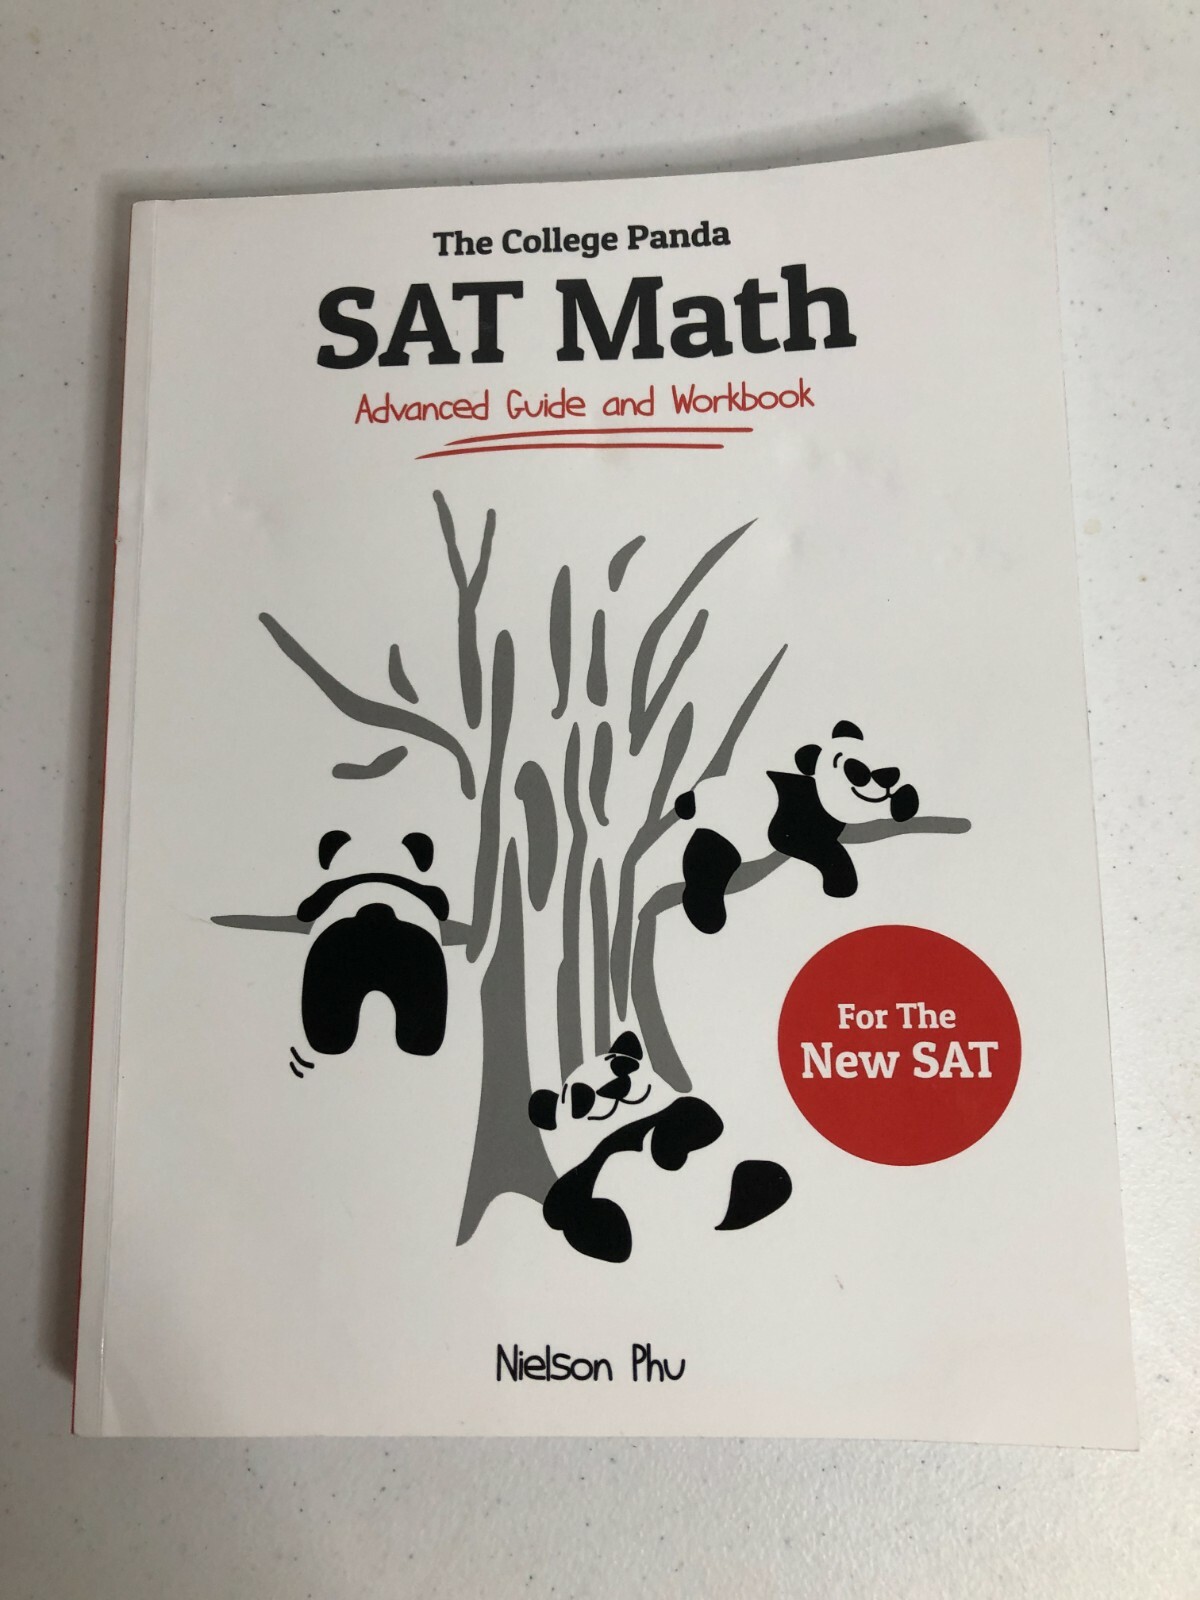 The College Panda
SAT Math
Advanced Guide and Workbook
For The
New SAT
Nielson Phu